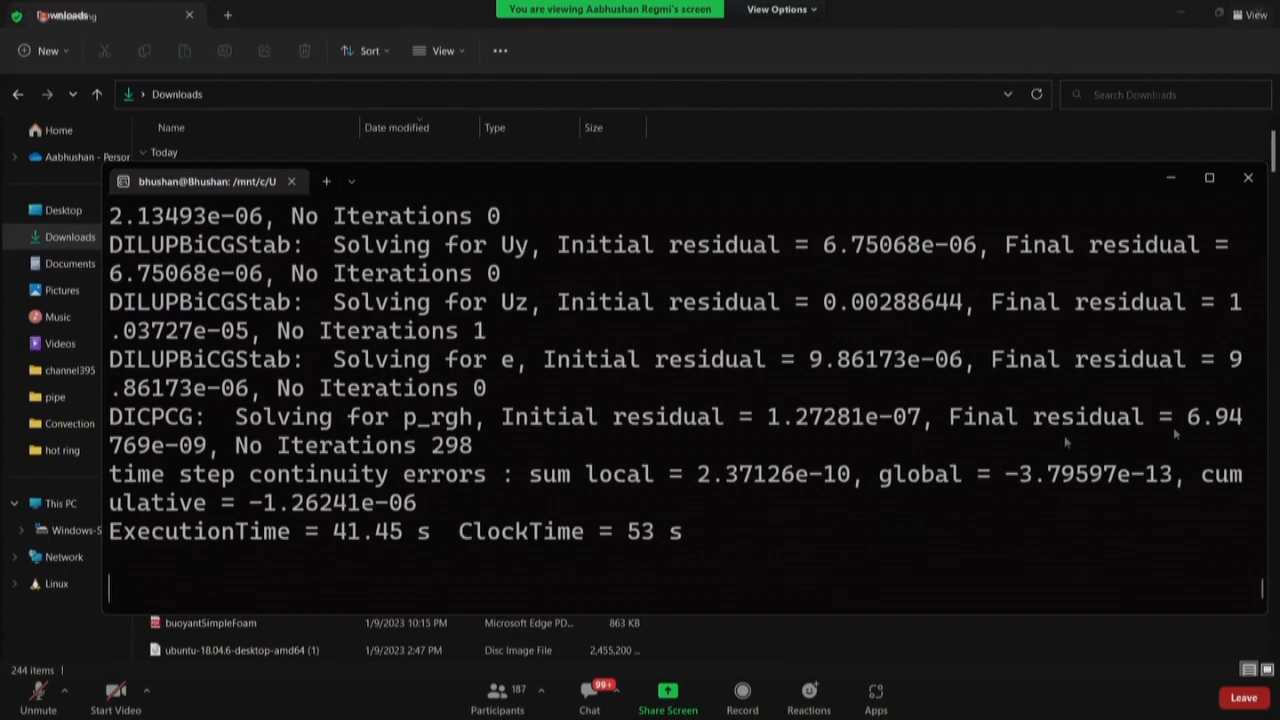 You are viewing Aabhushan Regmi's screen
View Options
View
Downloads
New
Sort
View
Downloads
Search Downloads
Home
Name
Date modified
Type
Size
Aabhushan - Persor
Today
bhushan@Bhushan: /mnt/c/U
Desktop
Downloads
Documents
Pictures
Music
Videos
channel395
pipe
Convection
hot ring
This PC
Windows-S
Network
Linux
2.13493e-06, No Iterations 0
DILUPBiCGStab:  Solving for Uy, Initial residual = 6.75068e-06, Final residual =
6.75068e-06, No Iterations 0
DILUPBiCGStab:  Solving for Uz, Initial residual = 0.00288644, Final residual = 1
.03727e-05, No Iterations 1
DILUPBiCGStab:  Solving for e, Initial residual = 9.86173e-06, Final residual = 9
.86173e-06, No Iterations 0
DICPCG:  Solving for p_rgh, Initial residual = 1.27281e-07, Final residual = 6.94
769e-09, No Iterations 298
time step continuity errors : sum local = 2.37126e-10, global = -3.79597e-13, cum
ulative = -1.26241e-06
ExecutionTime = 41.45 s  ClockTime = 53 s
buoyantSimpleFoam 1/9/2023 10:15 PM Microsoft Edge PD... 863 KB
ubuntu-18.04.6-desktop-amd64 (1) 1/9/2023 2:47 PM Disc Image File 2,455,200 ...
244 items
187
99+
Unmute
Start Video
Participants
Chat
Share Screen
Record
Reactions
Apps
Leave